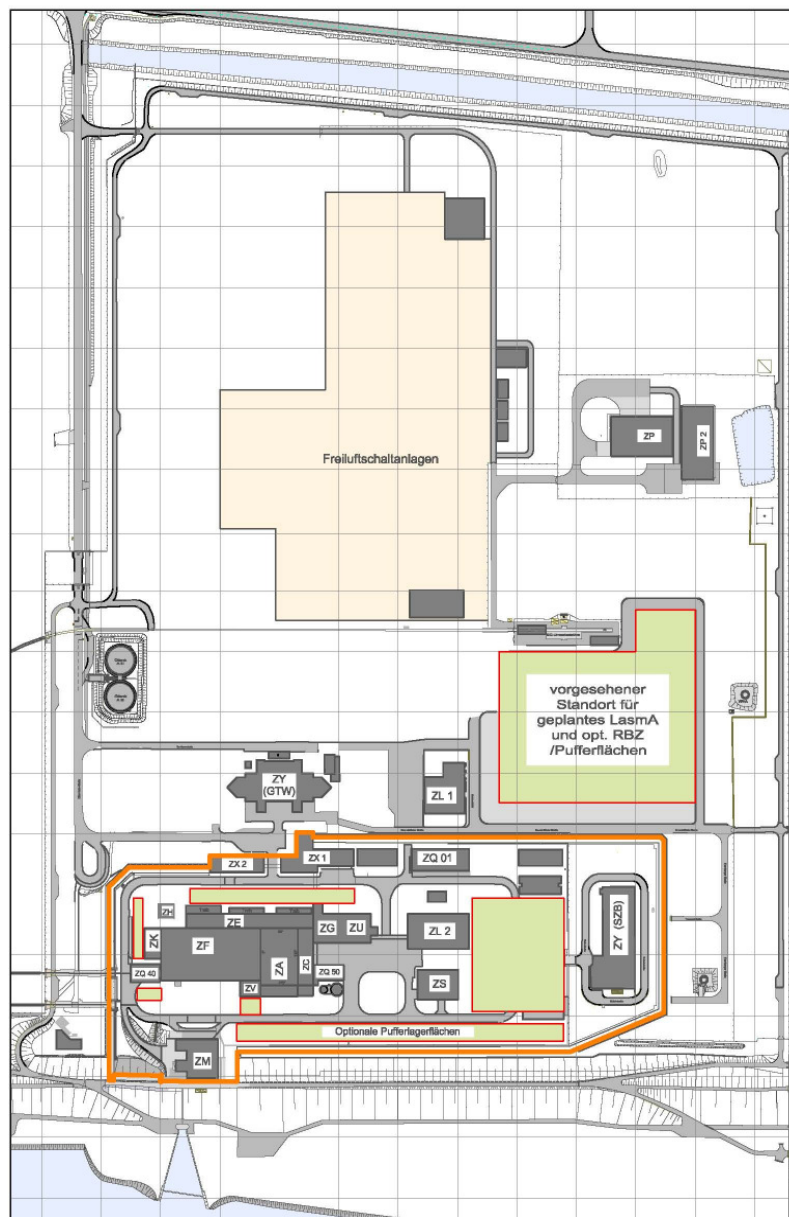 Freiluftschaltanlagen
ZP
ZP 2
vorgesehener
Standort für
geplantes LasmA
und opt. RBZ
/Pufferflächen
ZY
(GTW)
ZL 1
ZX 2
ZX 1
ZQ 01
ZH
ZE
ZK
ZF
ZG
ZU
ZL 2
ZY (SZB)
ZA
ZC
ZQ 40
ZQ 50
ZV
ZS
Optionale Pufferlagerflächen
ZM